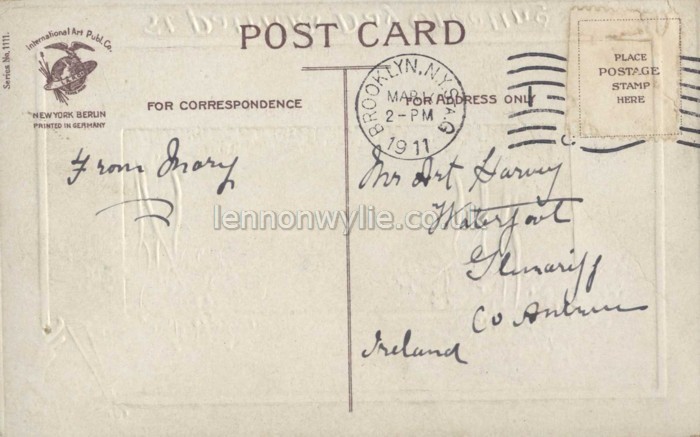 POST CARD
Series No. 1111.
International Art Publ. Co.
NEW YORK BERLIN
PRINTED IN GERMANY
FOR CORRESPONDENCE
FOR ADDRESS ONLY
BROOKLYN, N.Y. STA. G
MAR
2-PM
1911
PLACE
POSTAGE
STAMP
HERE
From Mary
Mr Art Harvey
Waterfoot
Glenariff
Co Antrim
Ireland
lennonwylie.co.uk